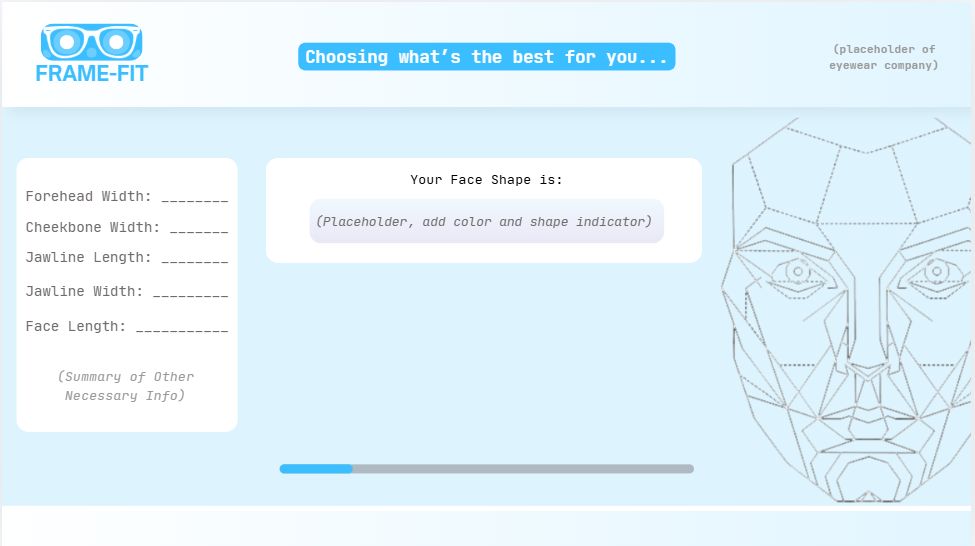 FRAME-FIT
Choosing what's the best for you...
(placeholder of
eyewear company)
Forehead Width: ________
Cheekbone Width: _______
Jawline Length: ________
Jawline Width: _________
Face Length: ___________
(Summary of Other
Necessary Info)
Your Face Shape is:
(Placeholder, add color and shape indicator)